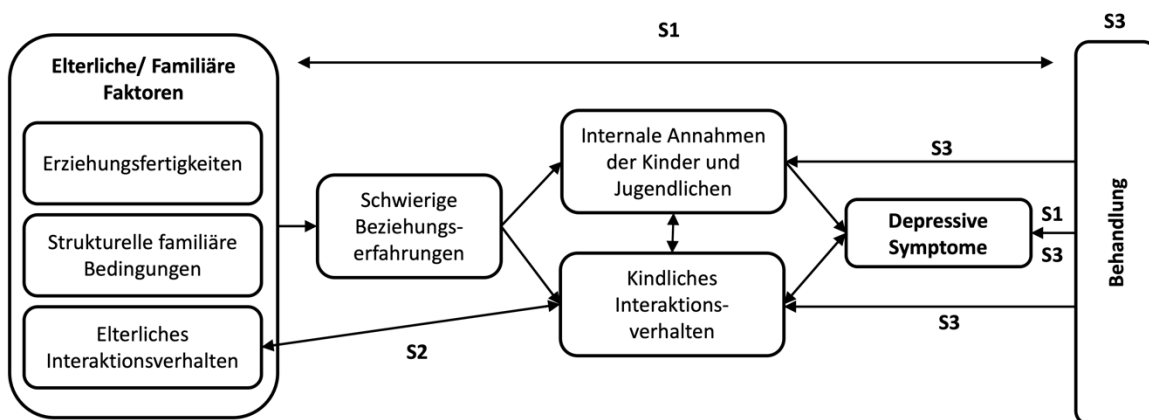 S3
S1
Elterliche/ Familiäre
Faktoren
Erziehungsfertigkeiten
Strukturelle familiäre
Bedingungen
Elterliches
Interaktionsverhalten
S2
Schwierige
Beziehungs-
erfahrungen
Internale Annahmen
der Kinder und
Jugendlichen
Kindliches
Interaktions-
verhalten
S3
Depressive
Symptome
S1
S3
S3
Behandlung